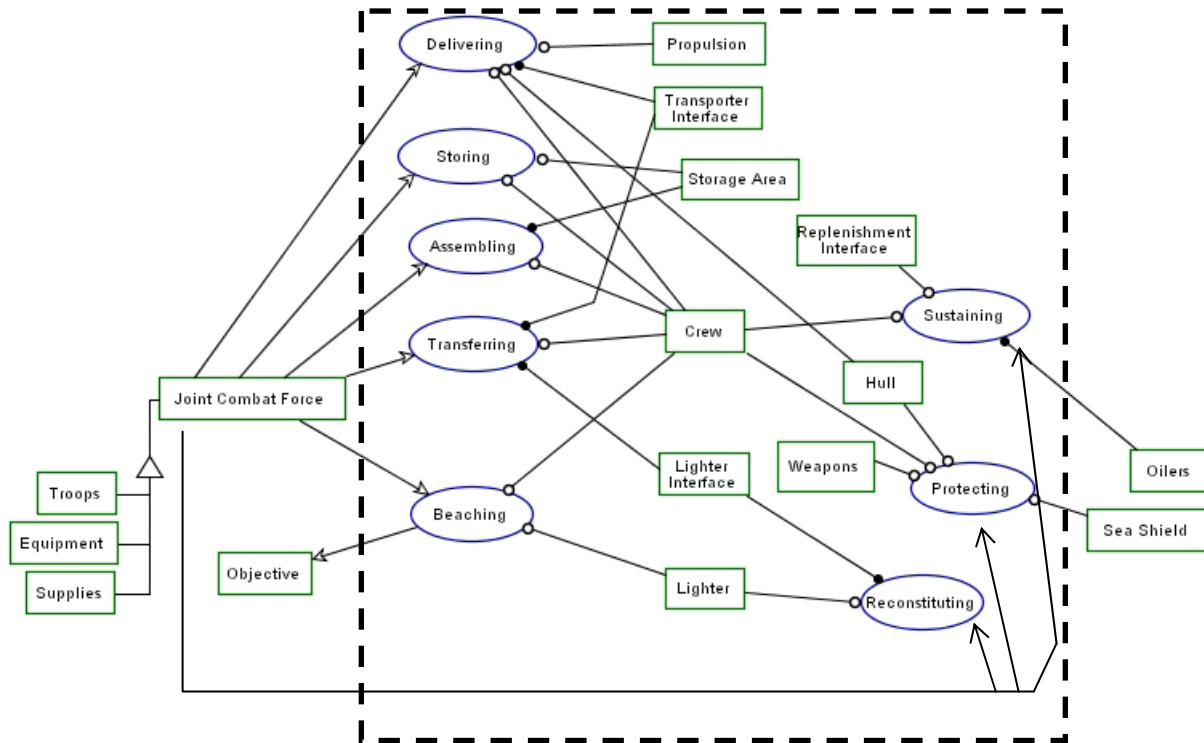 Delivering
Propulsion
Transporter
Interface
Storing
Storage Area
Assembling
Replenishment
Interface
Sustaining
Crew
Transferring
Hull
Joint Combat Force
Lighter
Interface
Weapons
Oilers
Troops
Protecting
Beaching
Sea Shield
Equipment
Objective
Supplies
Lighter
Reconstituting